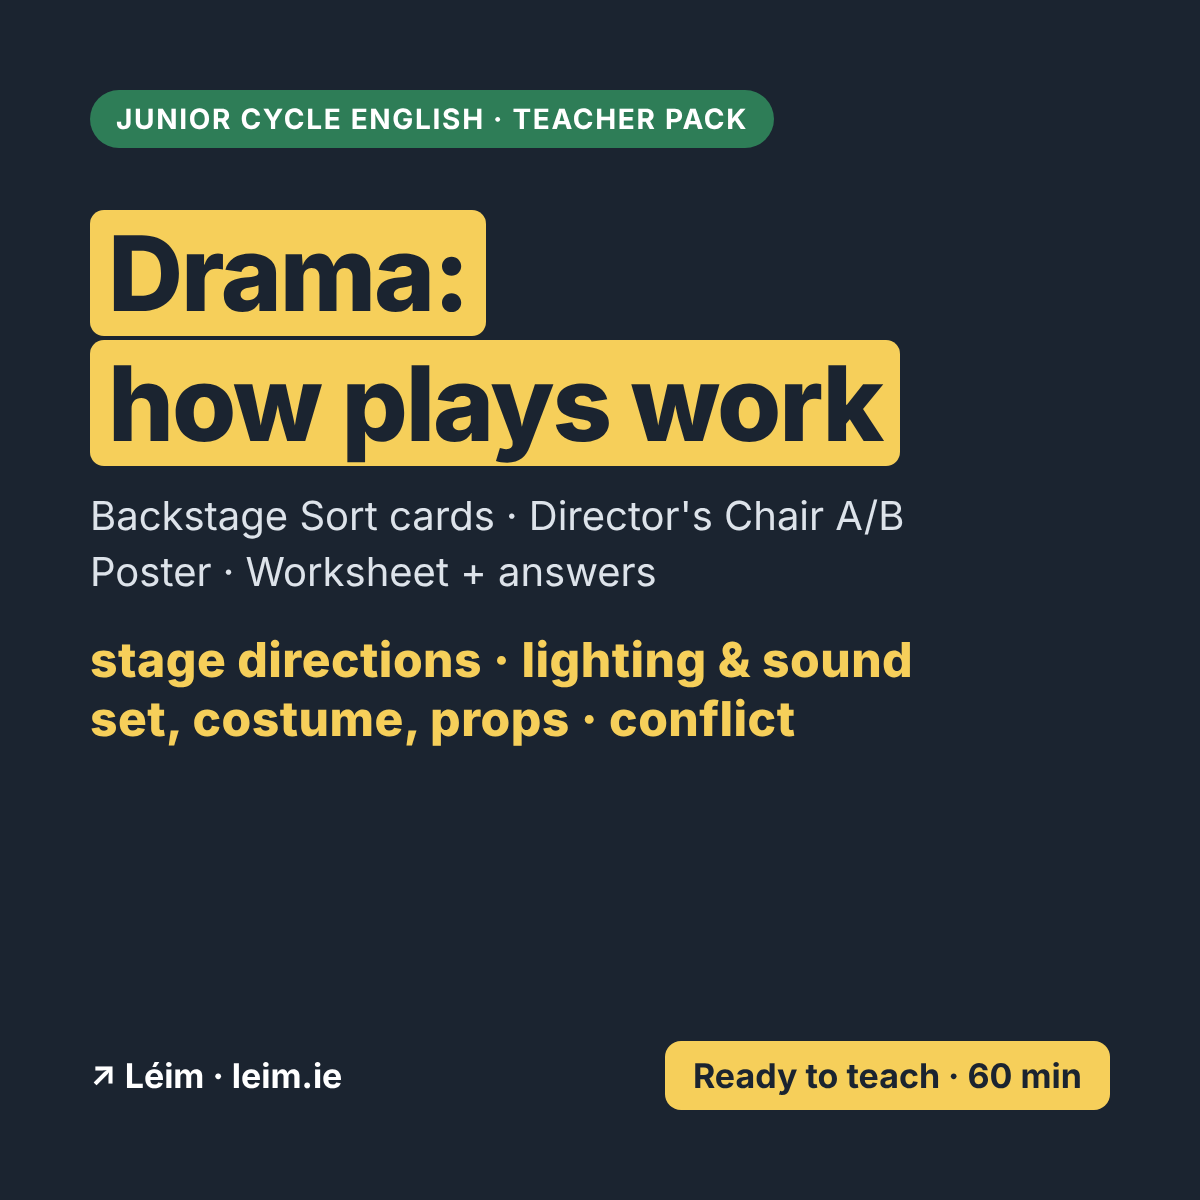 JUNIOR CYCLE ENGLISH · TEACHER PACK
Drama:
how plays work
Backstage Sort cards · Director's Chair A/B
Poster · Worksheet + answers
stage directions · lighting & sound
set, costume, props · conflict
↗ Léim · leim.ie
Ready to teach · 60 min